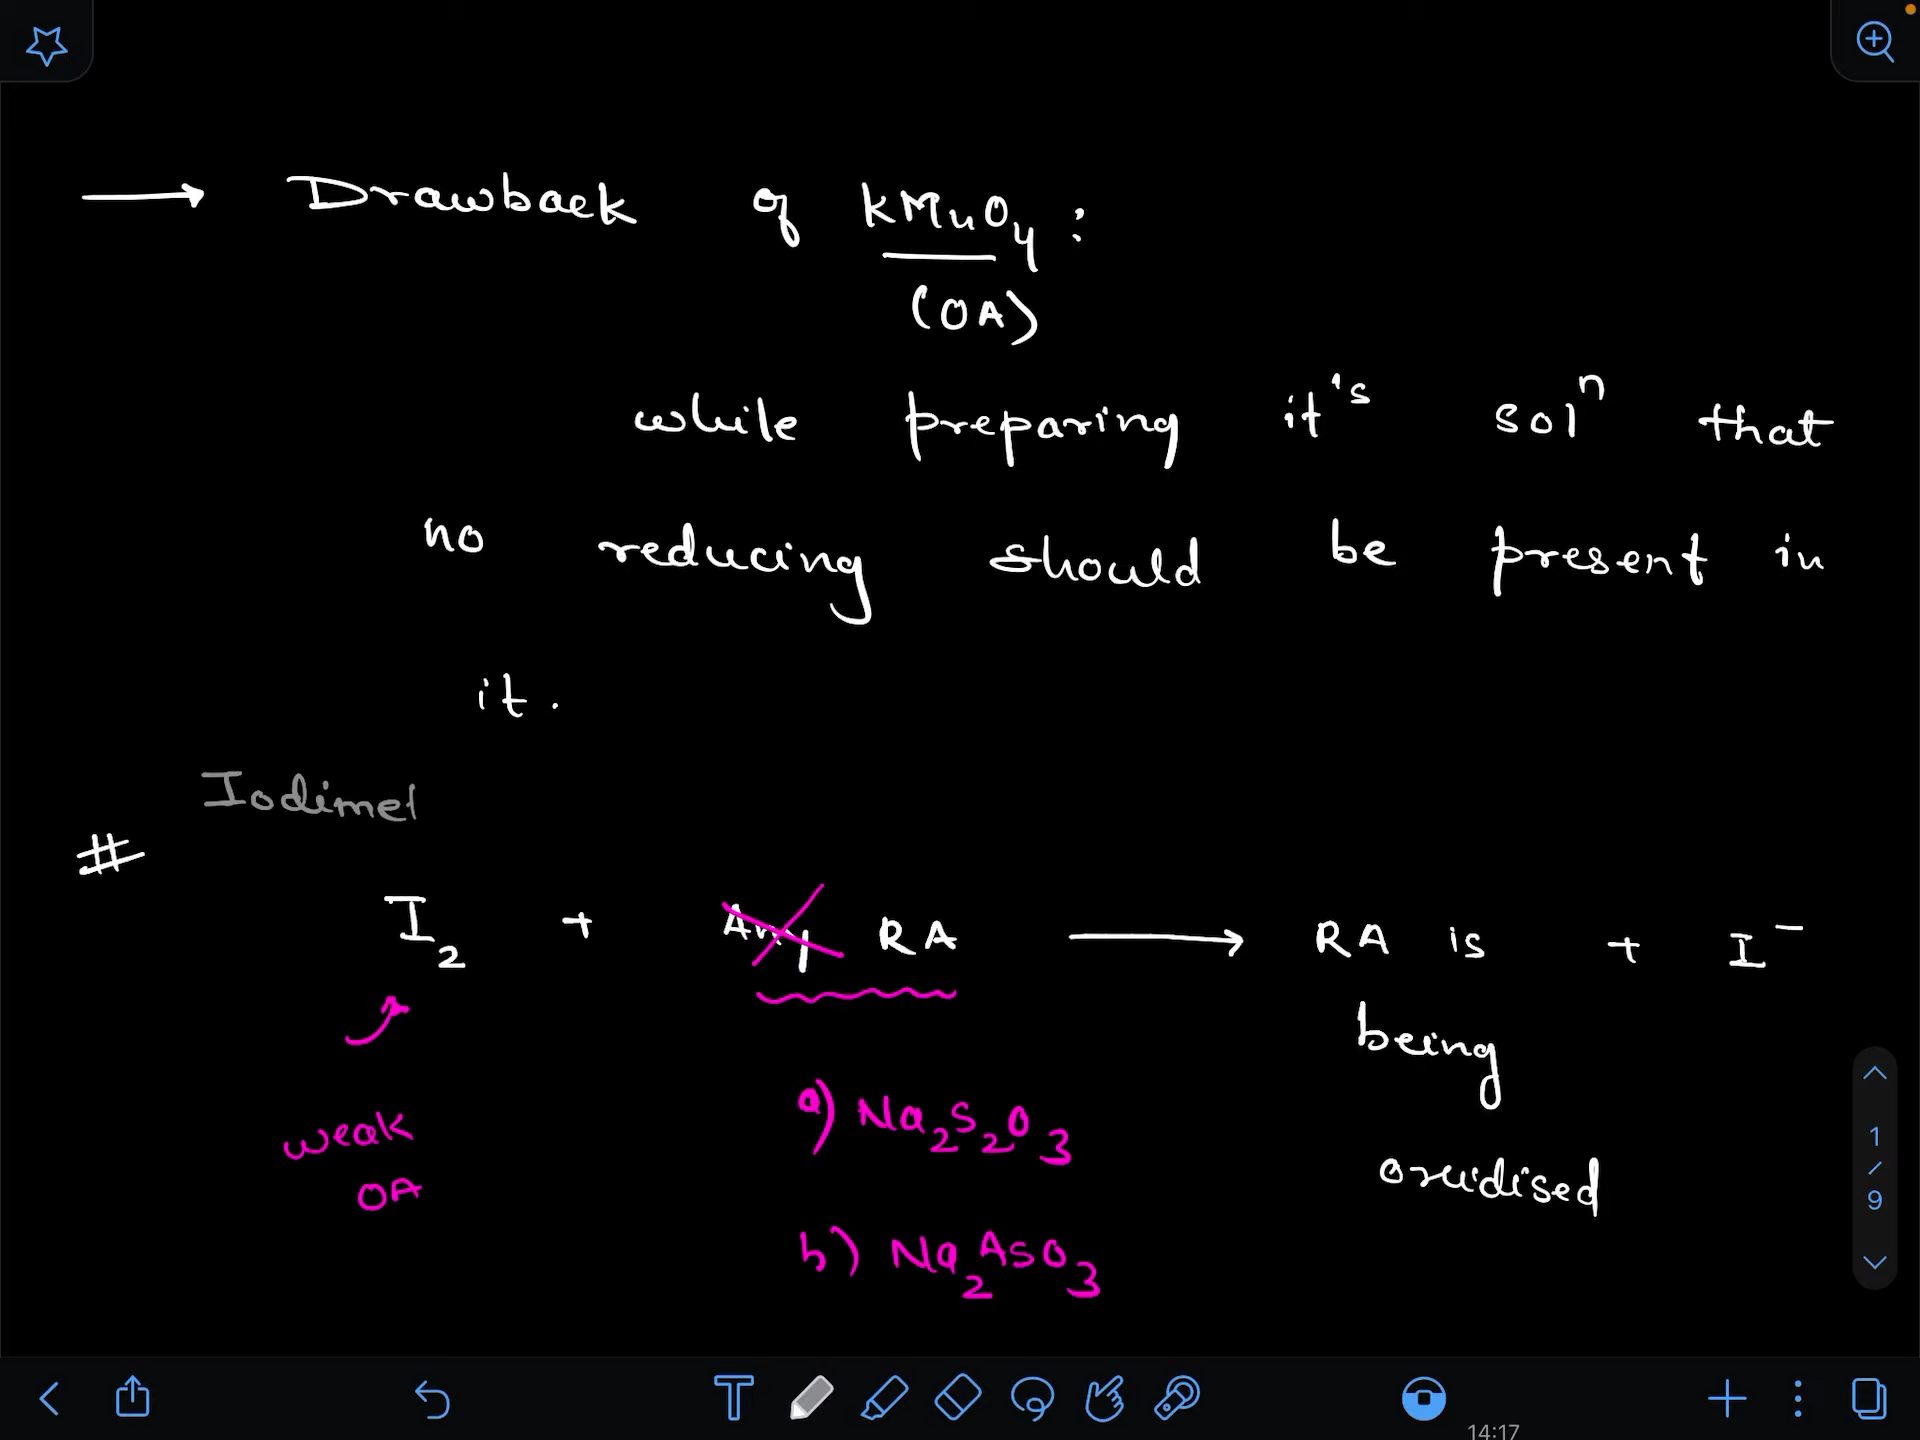 → Drawback of KMnO₄ :
(OA)
while preparing it's solⁿ that
no reducing should be present in
it.
Iodimet
#
I₂ + Any RA → RA is + I⁻
being
oxidised
weak
OA
a) Na₂S₂O₃
b) Na₂AsO₃
1
/
9
14:17